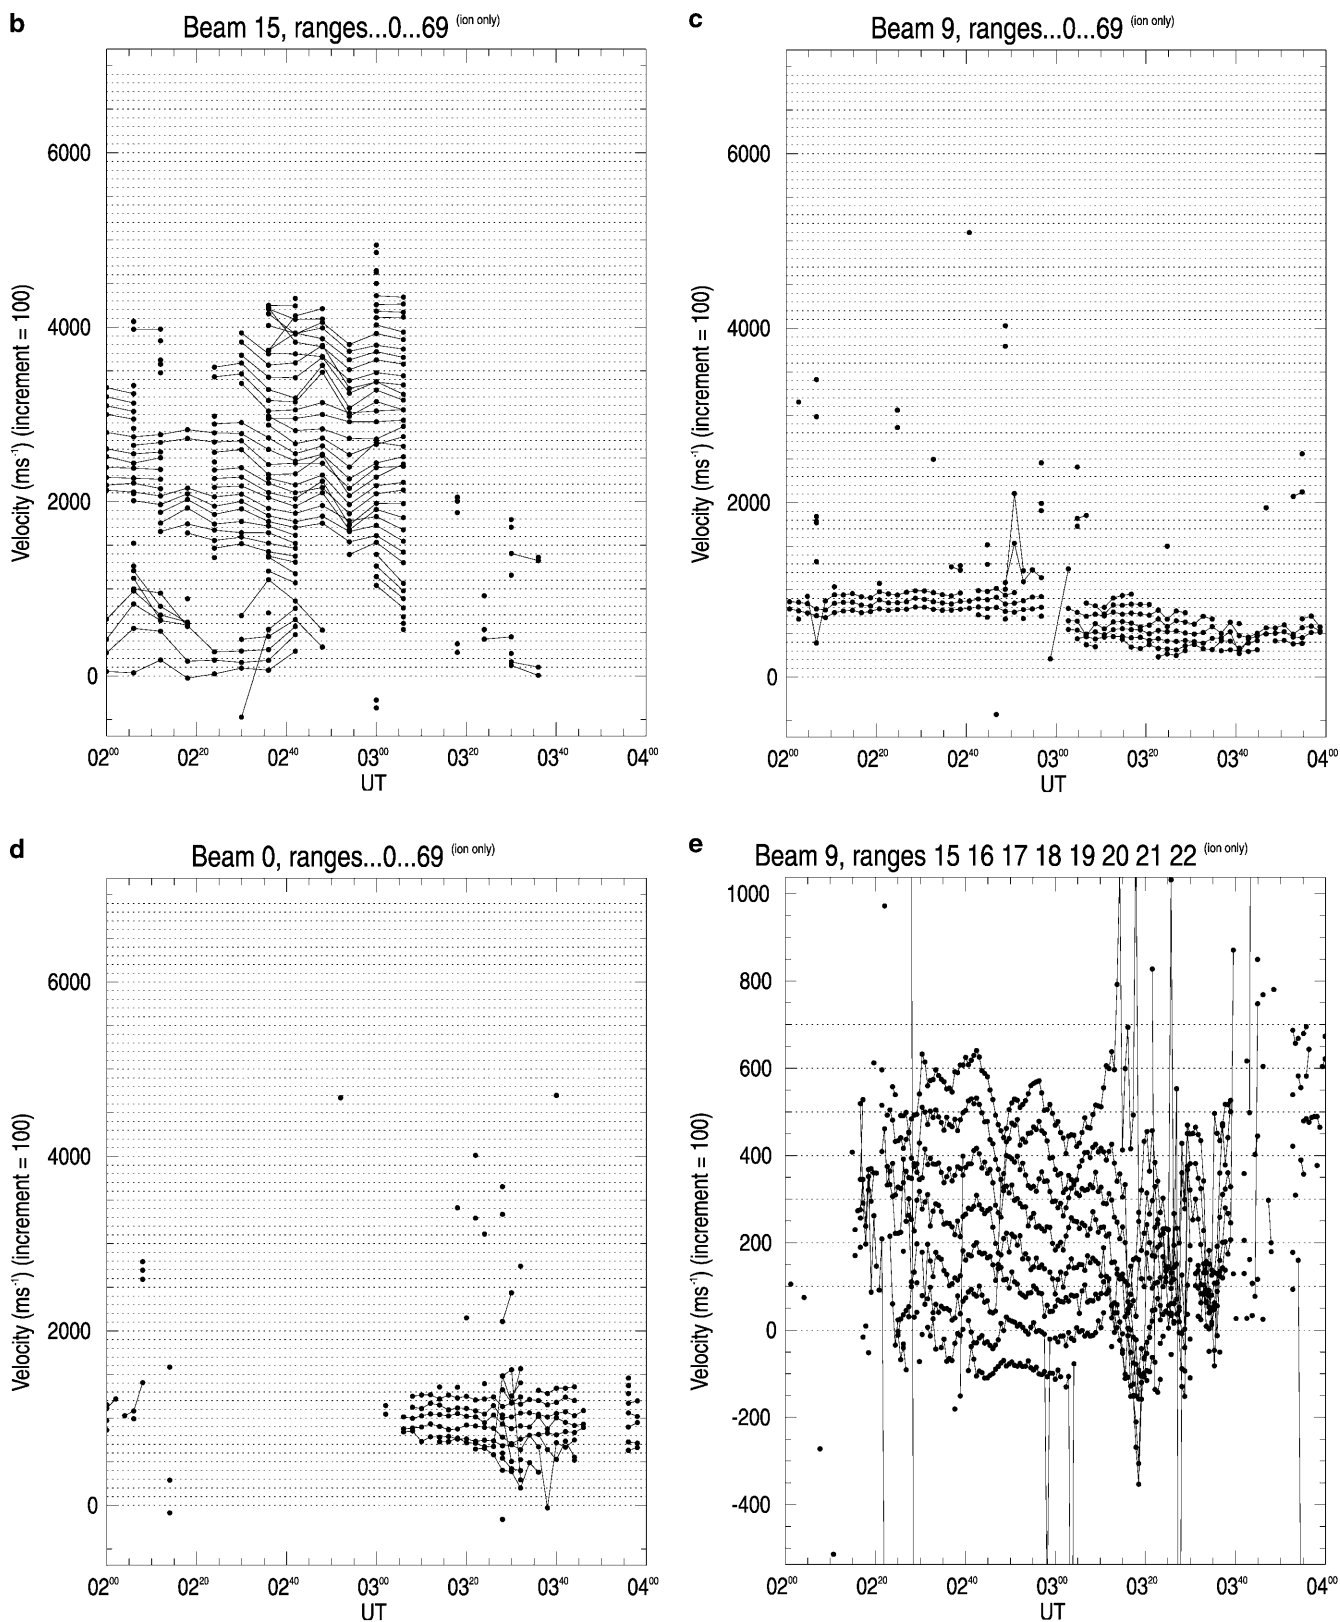 b
Beam 15, ranges...0...69 (ion only)
Velocity (ms-1) (increment = 100)
6000
4000
2000
0
0200 0220 0240 0300 0320 0340 0400
UT
c
Beam 9, ranges...0...69 (ion only)
Velocity (ms-1) (increment = 100)
6000
4000
2000
0
0200 0220 0240 0300 0320 0340 0400
UT
d
Beam 0, ranges...0...69 (ion only)
Velocity (ms-1) (increment = 100)
6000
4000
2000
0
0200 0220 0240 0300 0320 0340 0400
UT
e
Beam 9, ranges 15 16 17 18 19 20 21 22 (ion only)
Velocity (ms-1) (increment = 100)
1000
800
600
400
200
0
-200
-400
0200 0220 0240 0300 0320 0340 0400
UT